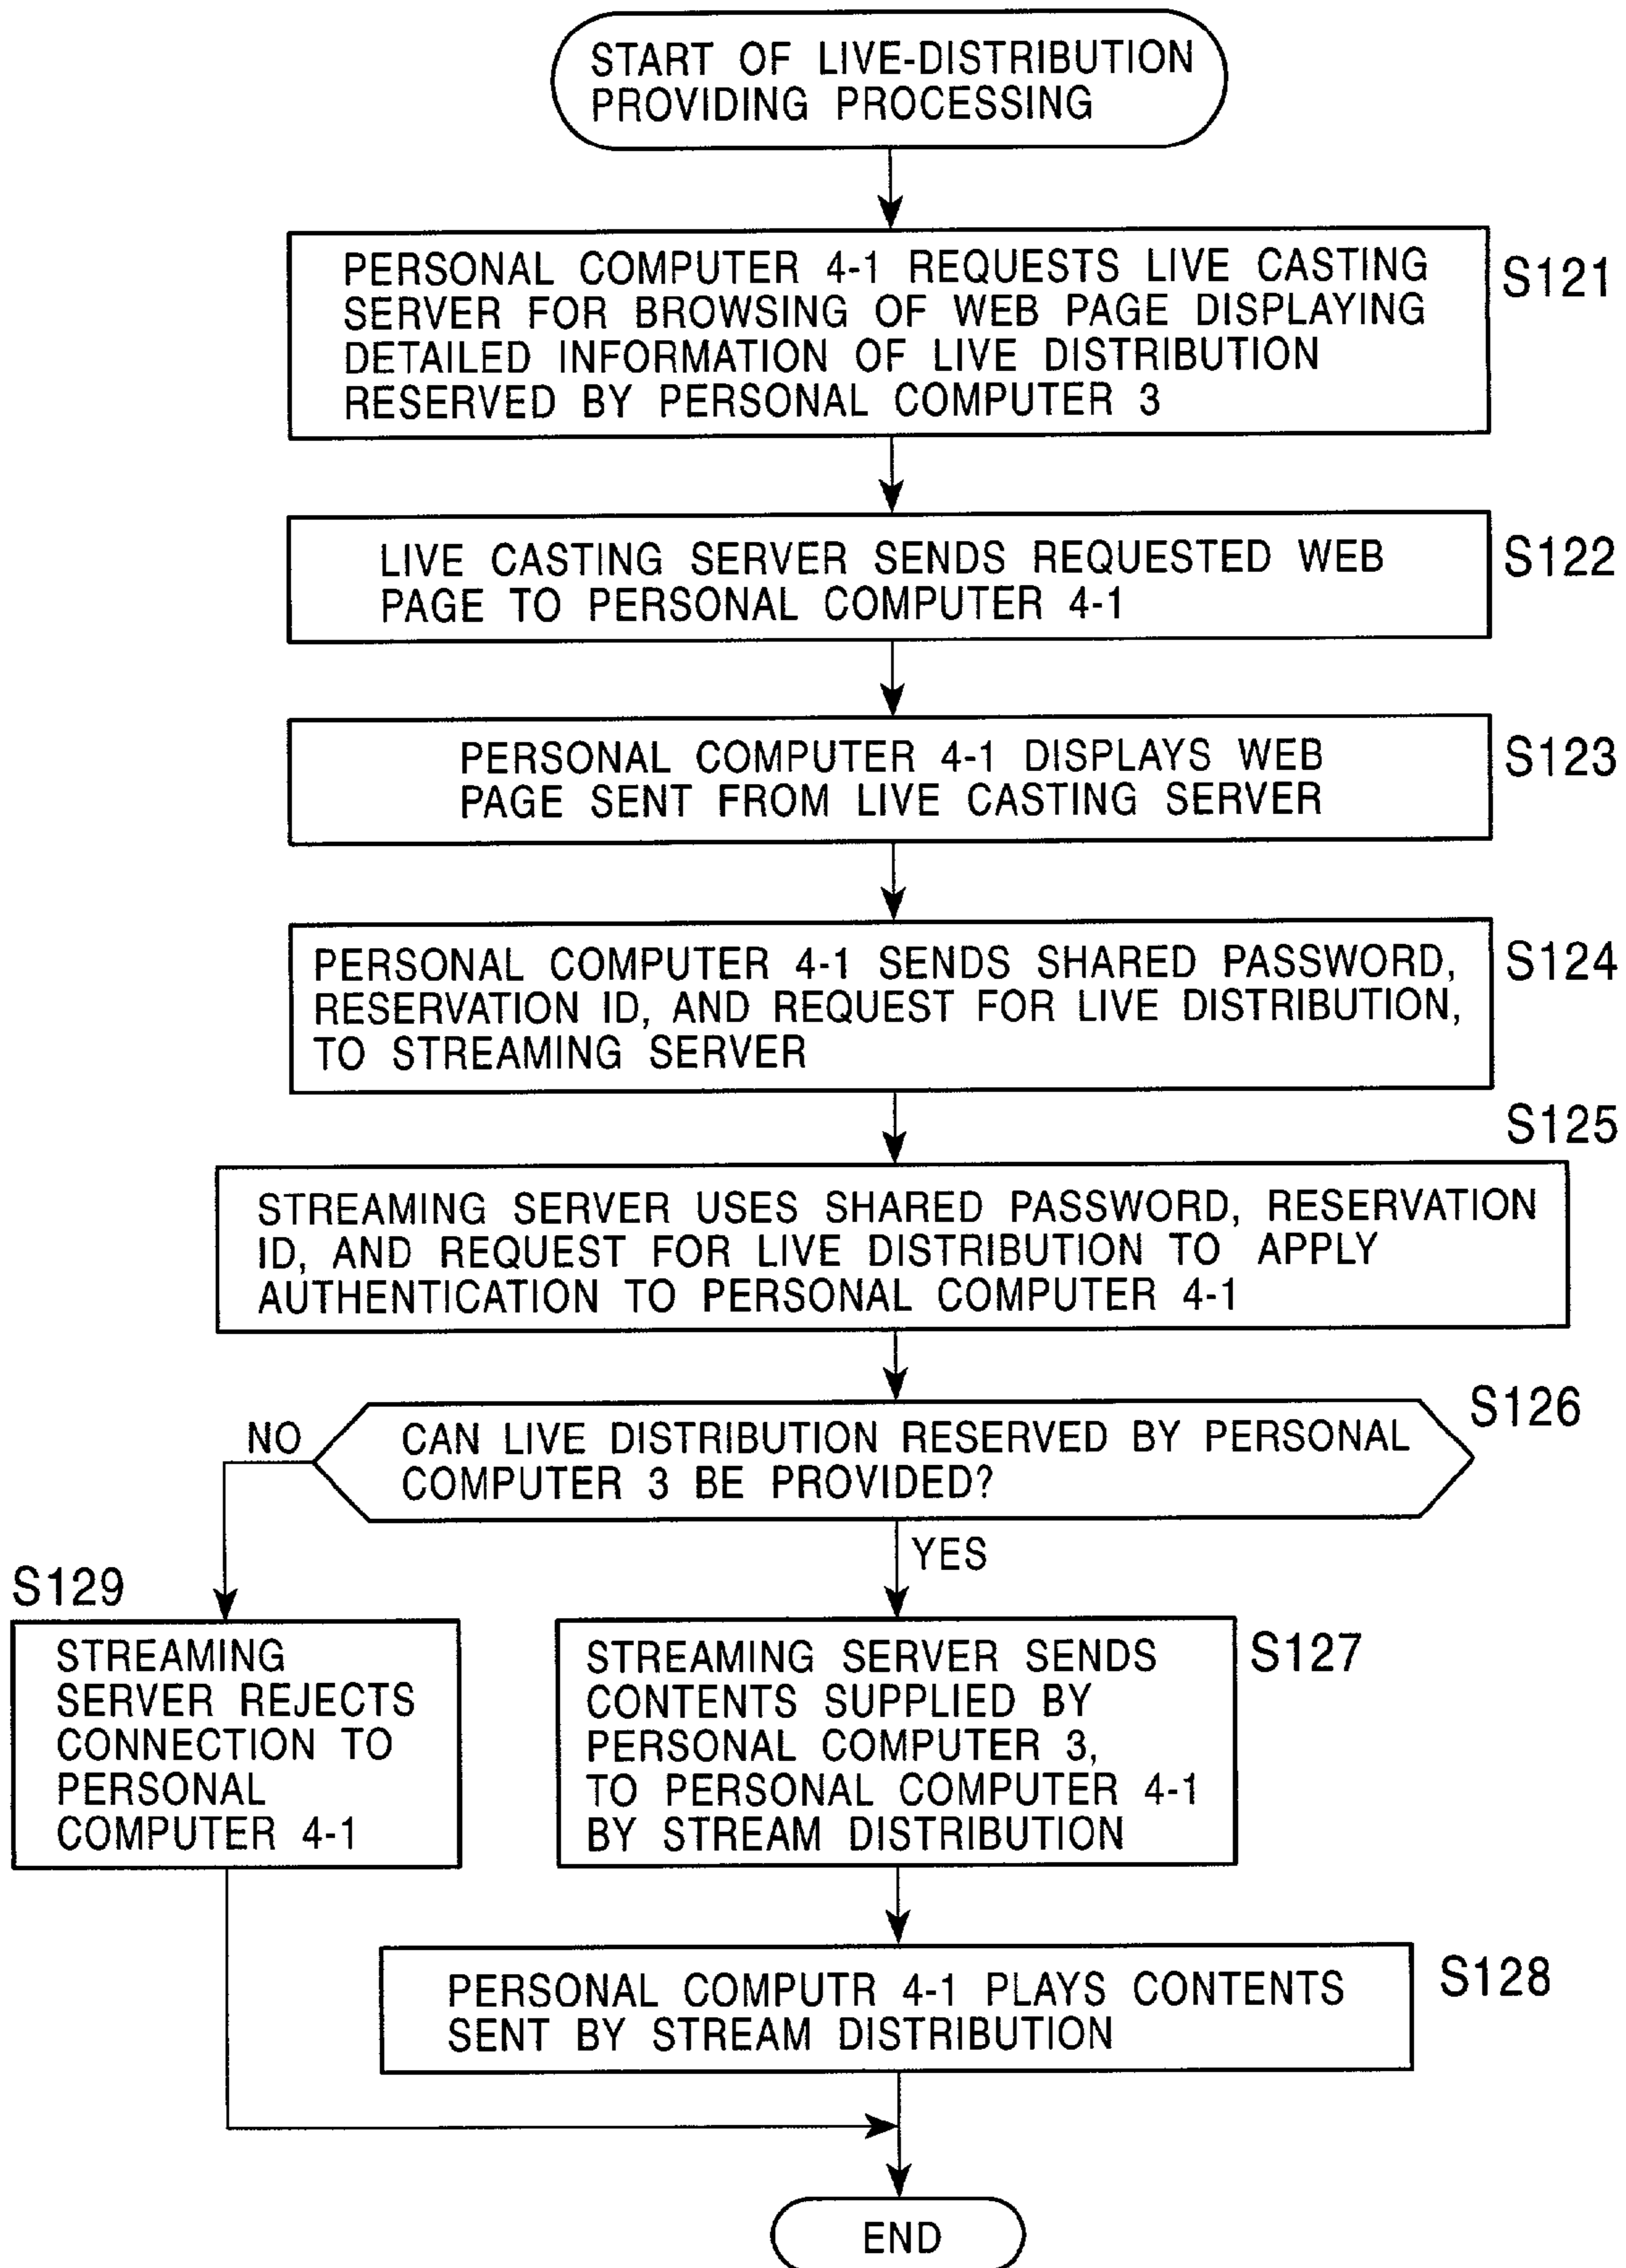 START OF LIVE-DISTRIBUTION
PROVIDING PROCESSING
PERSONAL COMPUTER 4-1 REQUESTS LIVE CASTING
SERVER FOR BROWSING OF WEB PAGE DISPLAYING
DETAILED INFORMATION OF LIVE DISTRIBUTION
RESERVED BY PERSONAL COMPUTER 3
S121
LIVE CASTING SERVER SENDS REQUESTED WEB
PAGE TO PERSONAL COMPUTER 4-1
S122
PERSONAL COMPUTER 4-1 DISPLAYS WEB
PAGE SENT FROM LIVE CASTING SERVER
S123
PERSONAL COMPUTER 4-1 SENDS SHARED PASSWORD,
RESERVATION ID, AND REQUEST FOR LIVE DISTRIBUTION,
TO STREAMING SERVER
S124
S125
STREAMING SERVER USES SHARED PASSWORD, RESERVATION
ID, AND REQUEST FOR LIVE DISTRIBUTION TO APPLY
AUTHENTICATION TO PERSONAL COMPUTER 4-1
S126
NO
CAN LIVE DISTRIBUTION RESERVED BY PERSONAL
COMPUTER 3 BE PROVIDED?
YES
S129
STREAMING
SERVER REJECTS
CONNECTION TO
PERSONAL
COMPUTER 4-1
STREAMING SERVER SENDS
CONTENTS SUPPLIED BY
PERSONAL COMPUTER 3,
TO PERSONAL COMPUTER 4-1
BY STREAM DISTRIBUTION
S127
PERSONAL COMPUTR 4-1 PLAYS CONTENTS
SENT BY STREAM DISTRIBUTION
S128
END